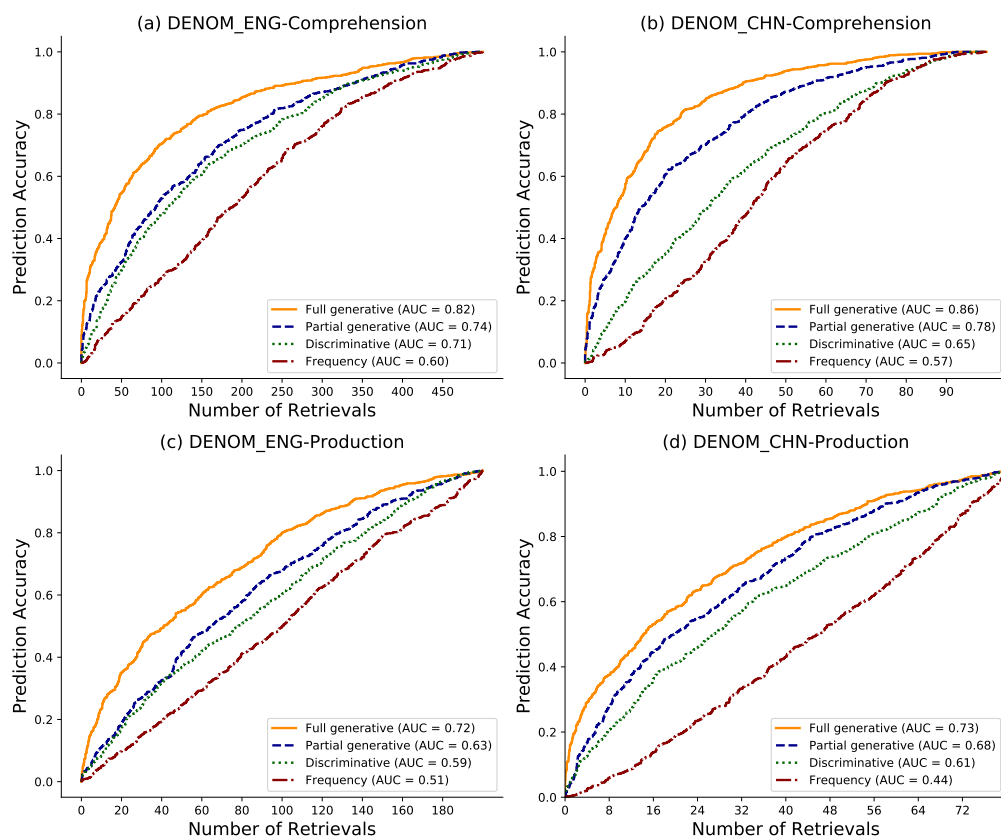 (a) DENOM_ENG-Comprehension
1.0
0.8
0.6
0.4
0.2
0.0
Prediction Accuracy
0 50 100 150 200 250 300 350 400 450
Number of Retrievals
Full generative (AUC = 0.82)
Partial generative (AUC = 0.74)
Discriminative (AUC = 0.71)
Frequency (AUC = 0.60)
(b) DENOM_CHN-Comprehension
1.0
0.8
0.6
0.4
0.2
0.0
Prediction Accuracy
0 10 20 30 40 50 60 70 80 90
Number of Retrievals
Full generative (AUC = 0.86)
Partial generative (AUC = 0.78)
Discriminative (AUC = 0.65)
Frequency (AUC = 0.57)
(c) DENOM_ENG-Production
1.0
0.8
0.6
0.4
0.2
0.0
Prediction Accuracy
0 20 40 60 80 100 120 140 160 180
Number of Retrievals
Full generative (AUC = 0.72)
Partial generative (AUC = 0.63)
Discriminative (AUC = 0.59)
Frequency (AUC = 0.51)
(d) DENOM_CHN-Production
1.0
0.8
0.6
0.4
0.2
0.0
Prediction Accuracy
0 8 16 24 32 40 48 56 64 72
Number of Retrievals
Full generative (AUC = 0.73)
Partial generative (AUC = 0.68)
Discriminative (AUC = 0.61)
Frequency (AUC = 0.44)